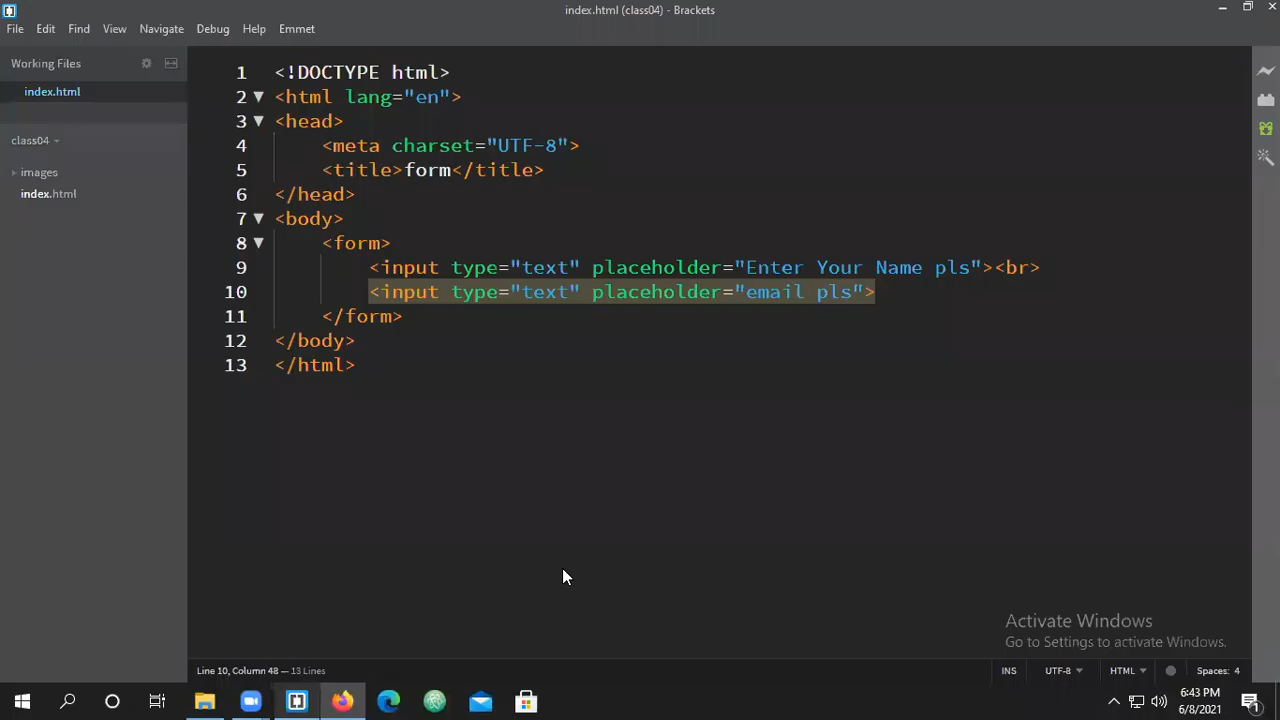 index.html (class04) - Brackets
File Edit Find View Navigate Debug Help Emmet
Working Files
index.html
class04
images
index.html
1 <!DOCTYPE html>
2 <html lang="en">
3 <head>
4 <meta charset="UTF-8">
5 <title>form</title>
6 </head>
7 <body>
8 <form>
9 <input type="text" placeholder="Enter Your Name pls"><br>
10 <input type="text" placeholder="email pls">
11 </form>
12 </body>
13 </html>
Activate Windows
Go to Settings to activate Windows.
Line 10, Column 48 — 13 Lines
INS UTF-8 HTML Spaces: 4
6:43 PM
6/8/2021
1